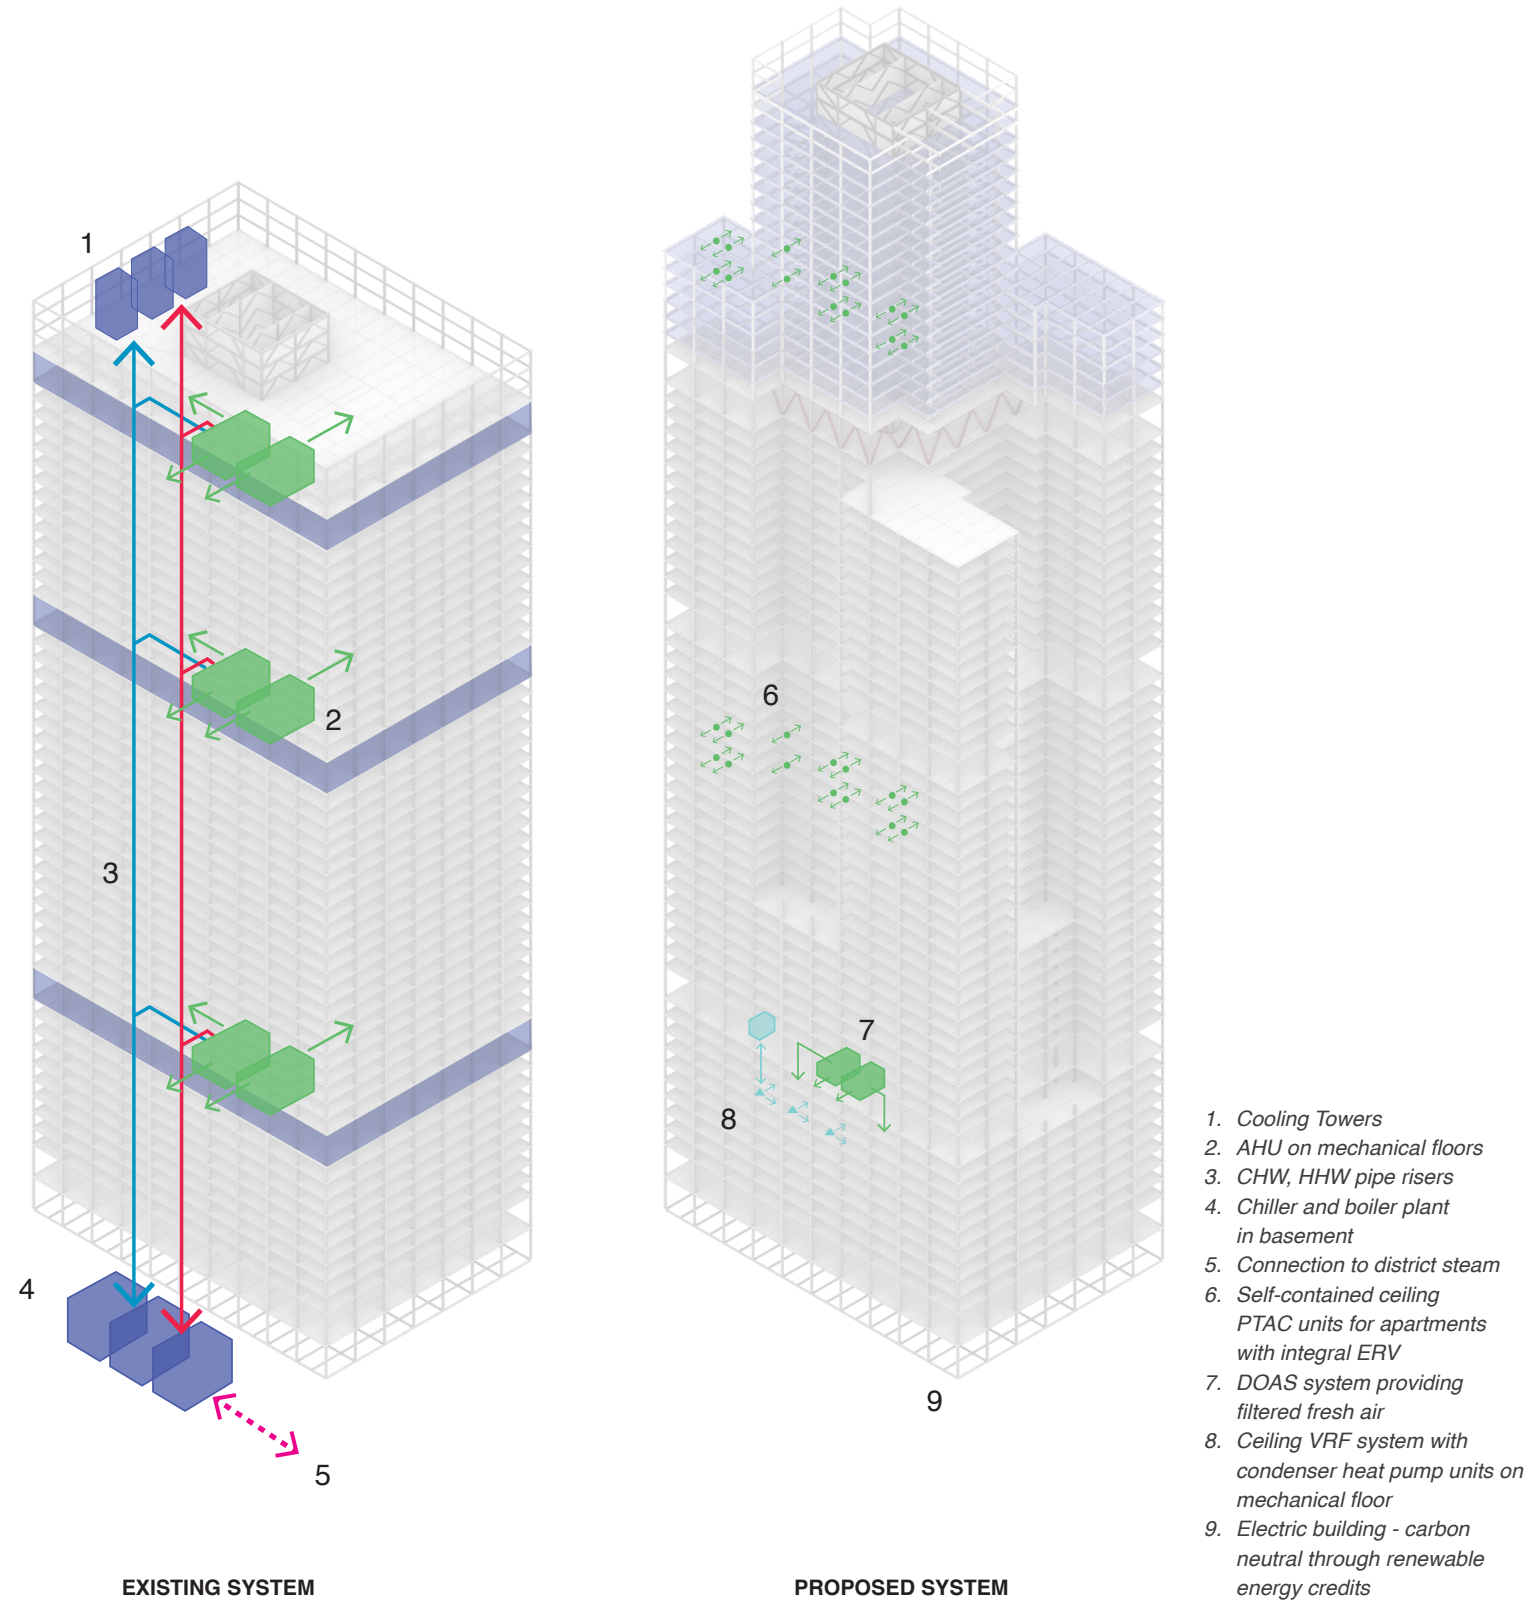 1
2
3
4
5
6
7
8
9
1. Cooling Towers
2. AHU on mechanical floors
3. CHW, HHW pipe risers
4. Chiller and boiler plant
in basement
5. Connection to district steam
6. Self-contained ceiling
PTAC units for apartments
with integral ERV
7. DOAS system providing
filtered fresh air
8. Ceiling VRF system with
condenser heat pump units on
mechanical floor
9. Electric building - carbon
neutral through renewable
energy credits
EXISTING SYSTEM
PROPOSED SYSTEM